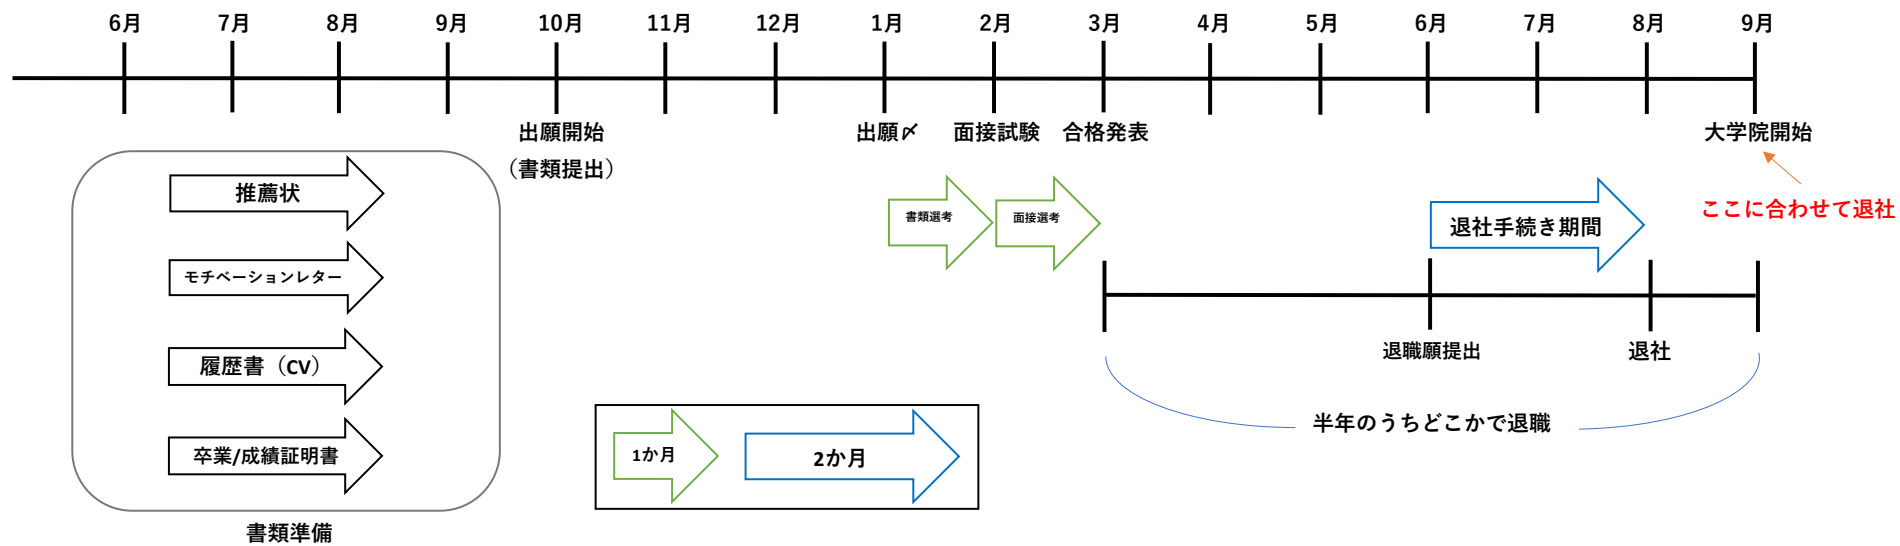 6月 7月 8月 9月 10月 11月 12月 1月 2月 3月 4月 5月 6月 7月 8月 9月
出願開始
（書類提出）
出願〆
面接試験
合格発表
大学院開始
ここに合わせて退社
推薦状
モチベーションレター
履歴書（CV）
卒業/成績証明書
書類準備
書類選考
面接選考
退社手続き期間
退職願提出
退社
半年のうちどこかで退職
1か月
2か月